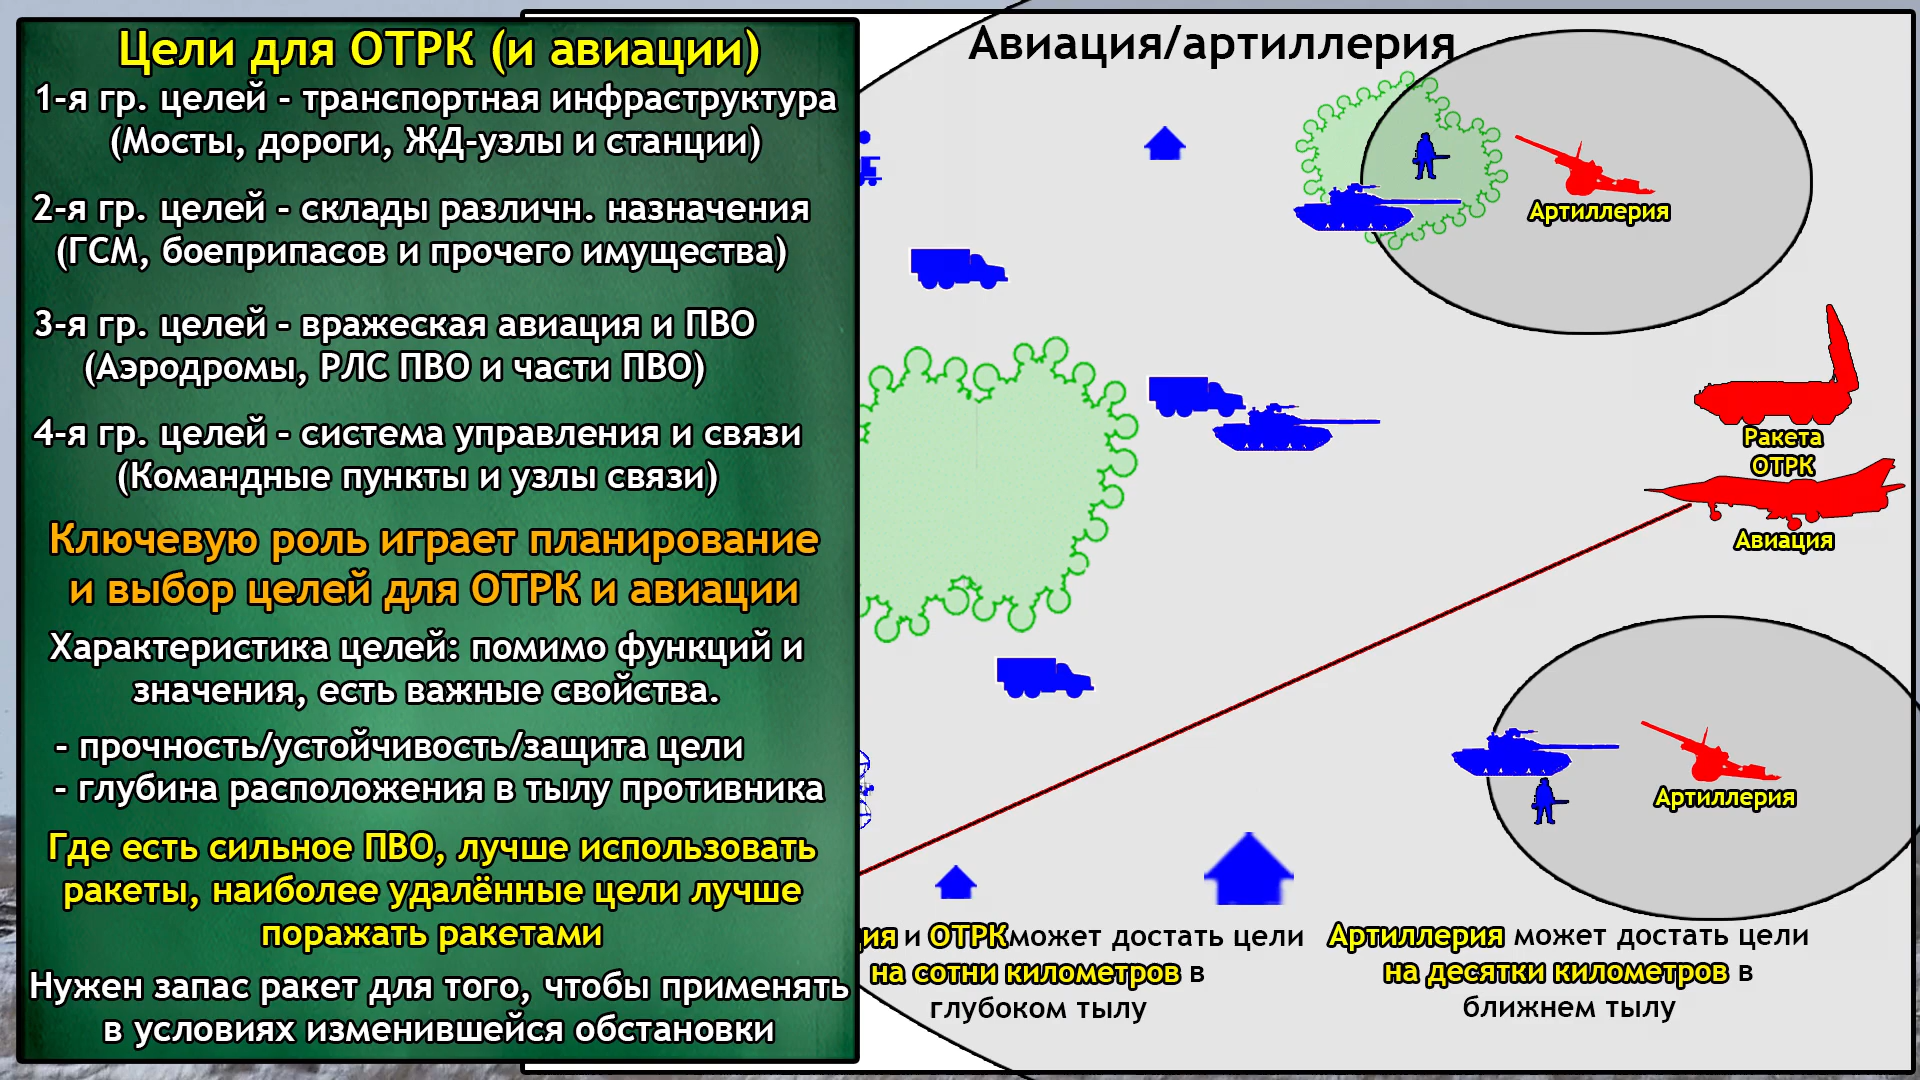 Цели для ОТРК (и авиации)
1-я гр. целей - транспортная инфраструктура
(Мосты, дороги, ЖД-узлы и станции)
2-я гр. целей - склады различн. назначения
(ГСМ, боеприпасов и прочего имущества)
3-я гр. целей - вражеская авиация и ПВО
(Аэродромы, РЛС ПВО и части ПВО)
4-я гр. целей - система управления и связи
(Командные пункты и узлы связи)
Ключевую роль играет планирование
и выбор целей для ОТРК и авиации
Характеристика целей: помимо функций и
значения, есть важные свойства.
- прочность/устойчивость/защита цели
- глубина расположения в тылу противника
Где есть сильное ПВО, лучше использовать
ракеты, наиболее удалённые цели лучше
поражать ракетами
Нужен запас ракет для того, чтобы применять
в условиях изменившейся обстановки
Авиация/артиллерия
Артиллерия
Ракета
ОТРК
Авиация
Артиллерия
и ОТРК может достать цели
на сотни километров в
глубоком тылу
Артиллерия может достать цели
на десятки километров в
ближнем тылу